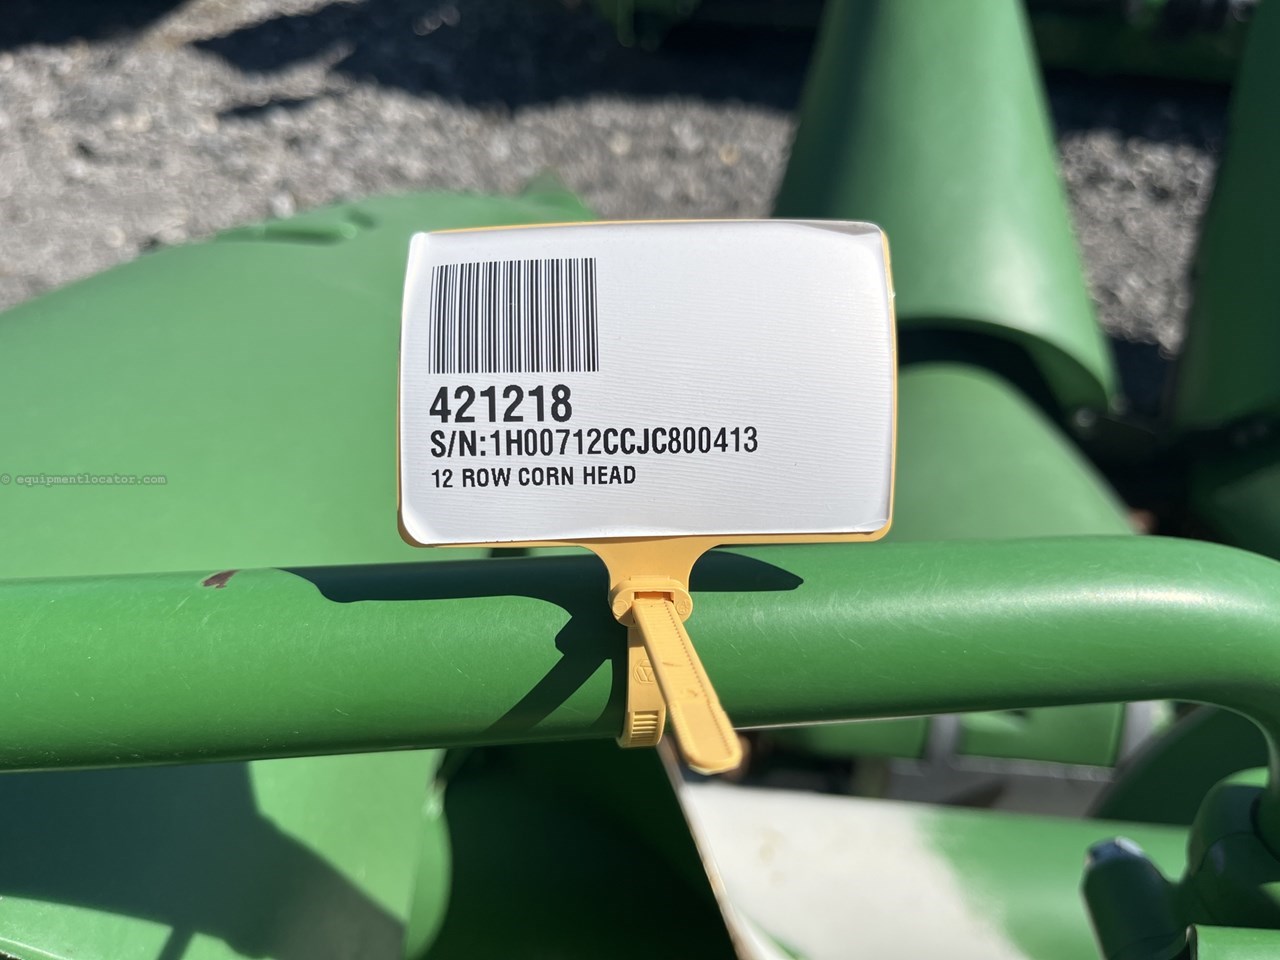 421218
S/N:1H00712CCJC800413
12 ROW CORN HEAD
© equipmentlocator.com